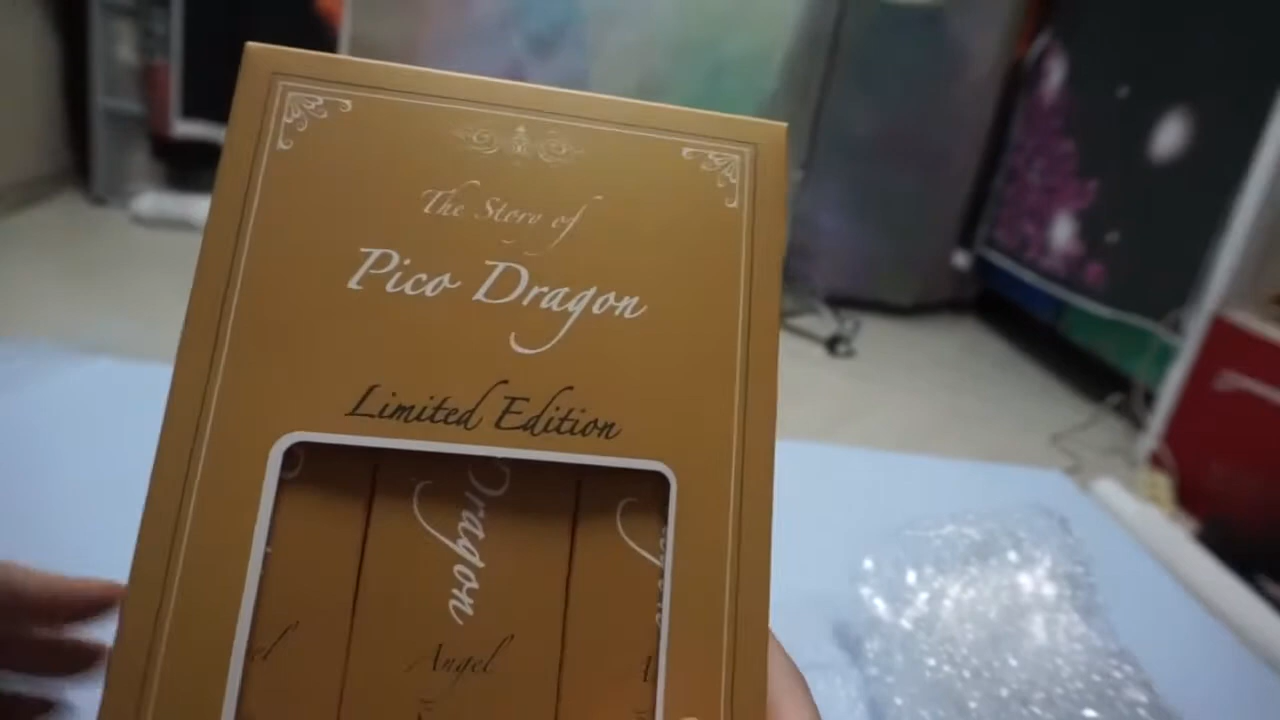 The Story of
Pico Dragon
Limited Edition
Dragon
Angel